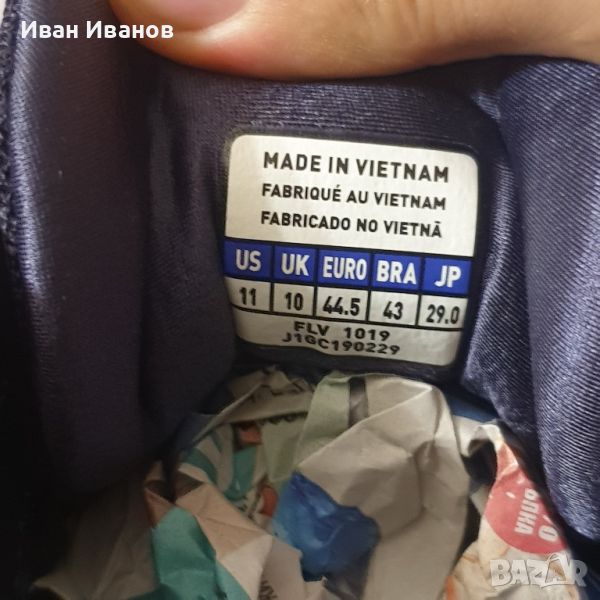 Иван Иванов
MADE IN VIETNAM
FABRIQUÉ AU VIETNAM
FABRICADO NO VIETNÃ
US UK EURO BRA JP
11 10 44.5 43 29.0
FLV 1019
J1GC190229
BAZAR